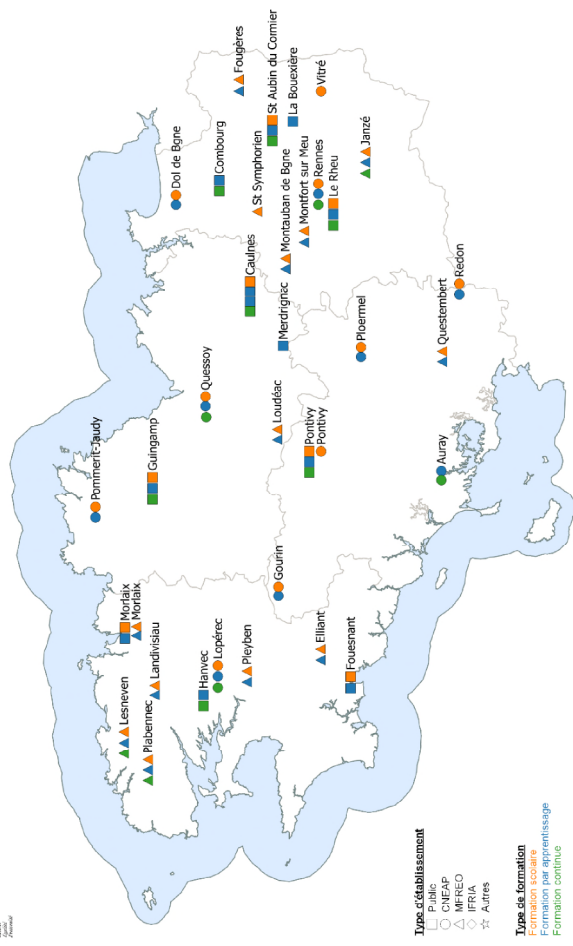 Fougères
St Aubin du Cormier
La Bouexière
Vitré
Dol de Bgne
Combourg
St Symphorien
Montauban de Bgne
Montfort sur Meu
Rennes
Le Rheu
Janzé
Caulnes
Merdrignac
Ploermel
Redon
Questembert
Quessoy
Loudéac
Pontivy
Pontivy
Auray
Pommerit-Jaudy
Guingamp
Gourin
Morlaix
Morlaix
Landivisiau
Lesneven
Plabennec
Hanvec
Lopérec
Pleyben
Elliant
Fouesnant
Type d'établissement
Public
CNEAP
MFREO
IFRIA
Autres
Type de formation
Formation scolaire
Formation par apprentissage
Formation continue